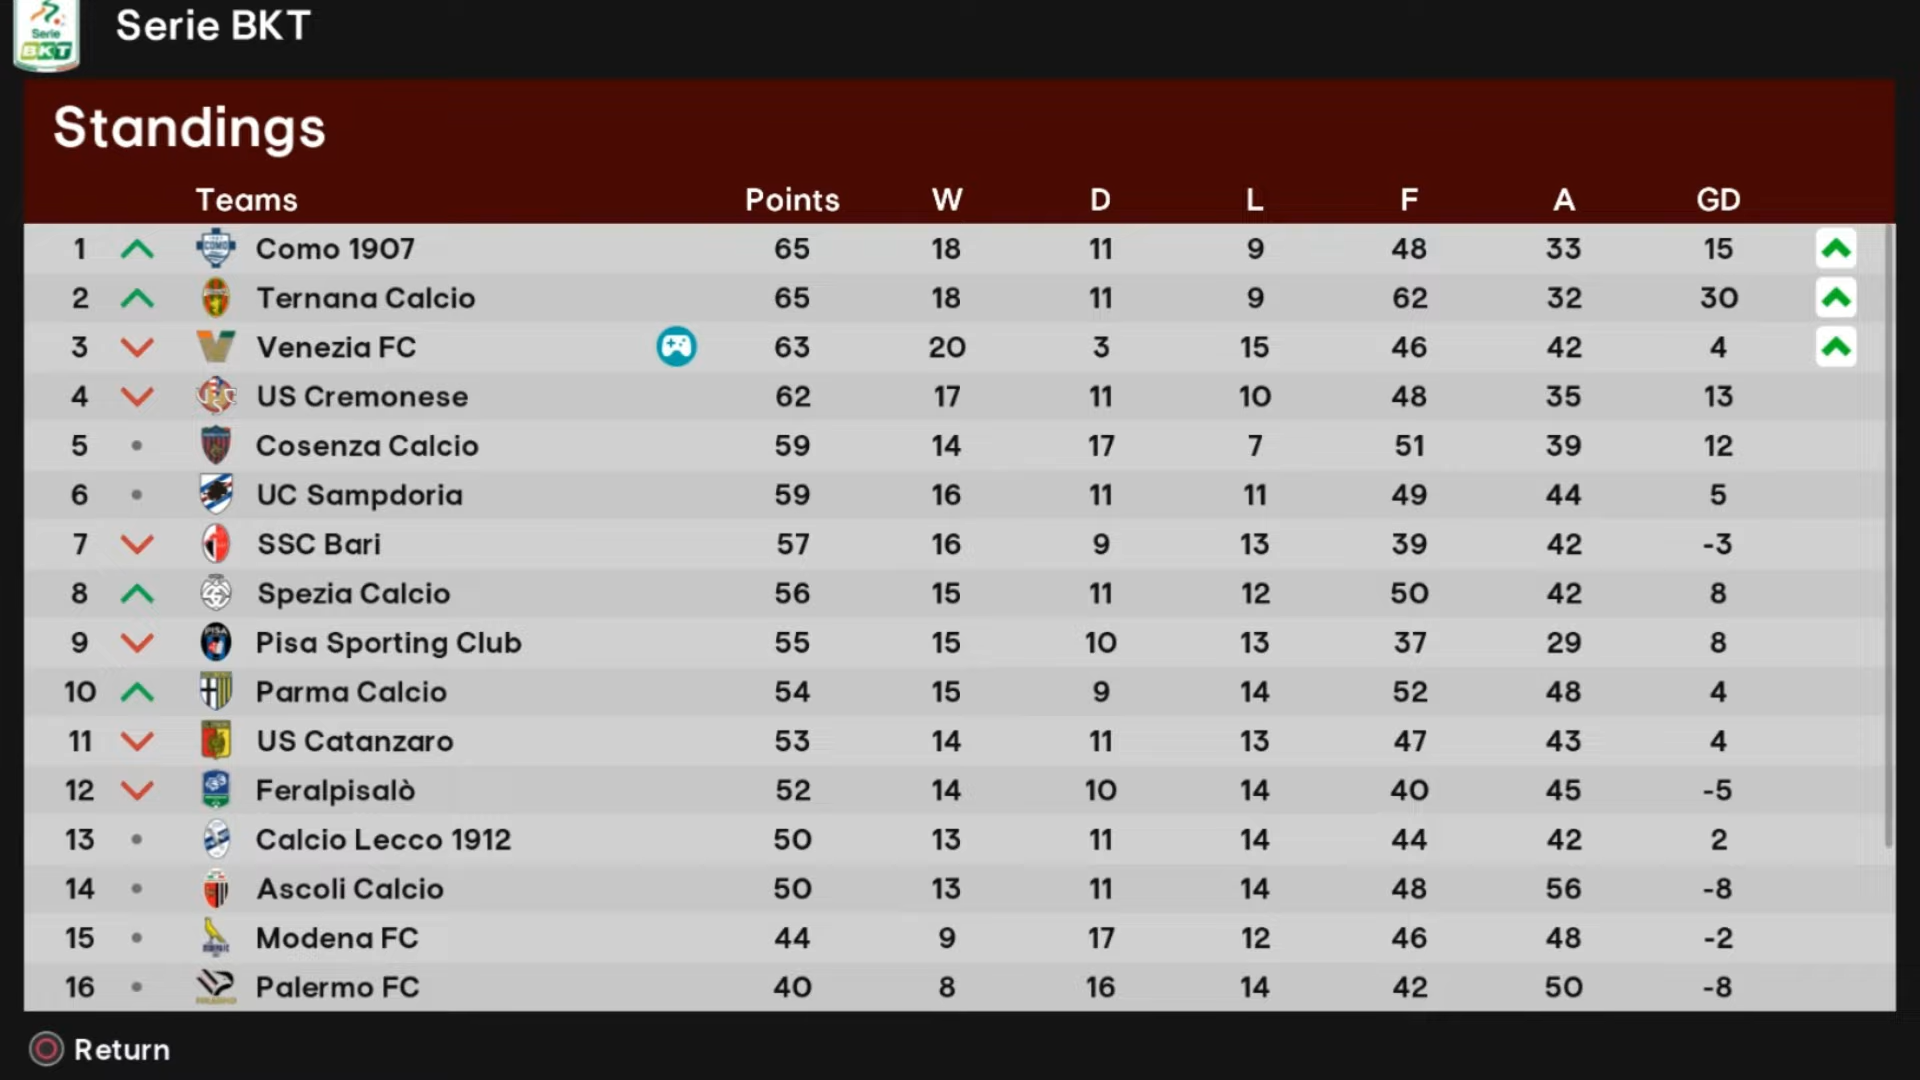 Serie BKT
Serie
BKT
Standings
Teams Points W D L F A GD
1 Como 1907 65 18 11 9 48 33 15
2 Ternana Calcio 65 18 11 9 62 32 30
3 Venezia FC 63 20 3 15 46 42 4
4 US Cremonese 62 17 11 10 48 35 13
5 Cosenza Calcio 59 14 17 7 51 39 12
6 UC Sampdoria 59 16 11 11 49 44 5
7 SSC Bari 57 16 9 13 39 42 -3
8 Spezia Calcio 56 15 11 12 50 42 8
9 Pisa Sporting Club 55 15 10 13 37 29 8
10 Parma Calcio 54 15 9 14 52 48 4
11 US Catanzaro 53 14 11 13 47 43 4
12 Feralpisalò 52 14 10 14 40 45 -5
13 Calcio Lecco 1912 50 13 11 14 44 42 2
14 Ascoli Calcio 50 13 11 14 48 56 -8
15 Modena FC 44 9 17 12 46 48 -2
16 Palermo FC 40 8 16 14 42 50 -8
Return